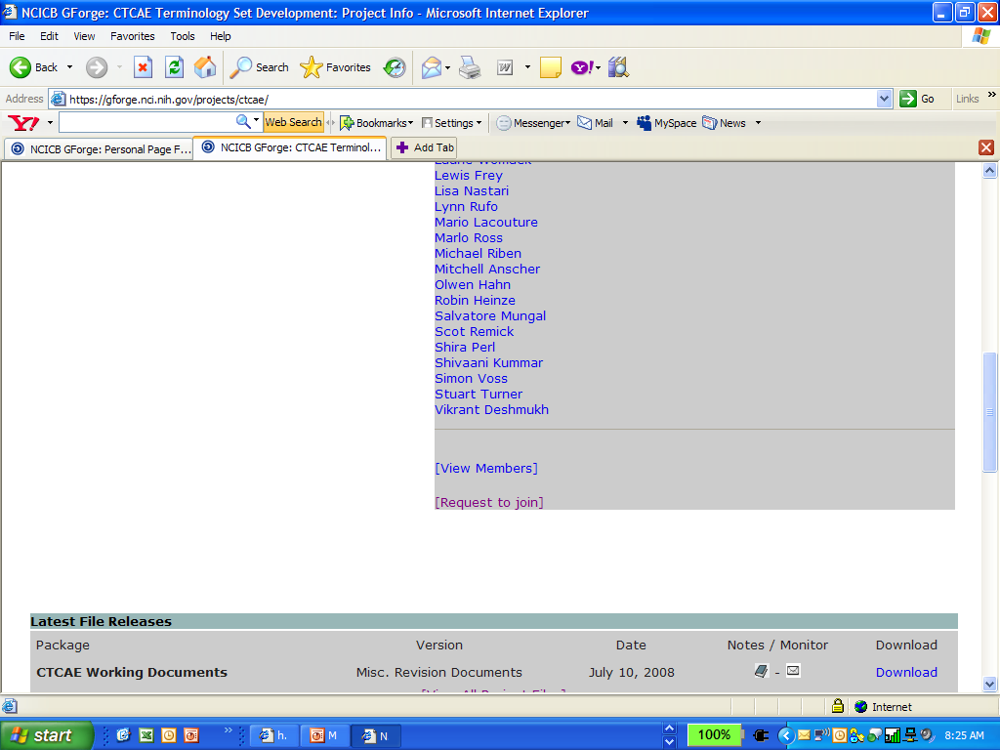 NCICB GForge: CTCAE Terminology Set Development: Project Info - Microsoft Internet Explorer
File Edit View Favorites Tools Help
Back Search Favorites
Address https://gforge.nci.nih.gov/projects/ctcae/ Go Links »
Y! Web Search Bookmarks Settings Messenger Mail MySpace News
NCICB GForge: Personal Page F... NCICB GForge: CTCAE Terminol... Add Tab
Lewis Frey
Lisa Nastari
Lynn Rufo
Mario Lacouture
Marlo Ross
Michael Riben
Mitchell Anscher
Olwen Hahn
Robin Heinze
Salvatore Mungal
Scot Remick
Shira Perl
Shivaani Kummar
Simon Voss
Stuart Turner
Vikrant Deshmukh
[View Members]
[Request to join]
Latest File Releases
Package Version Date Notes / Monitor Download
CTCAE Working Documents Misc. Revision Documents July 10, 2008 - Download
[View All Project Files]
Internet
start » h. M N 100% 8:25 AM